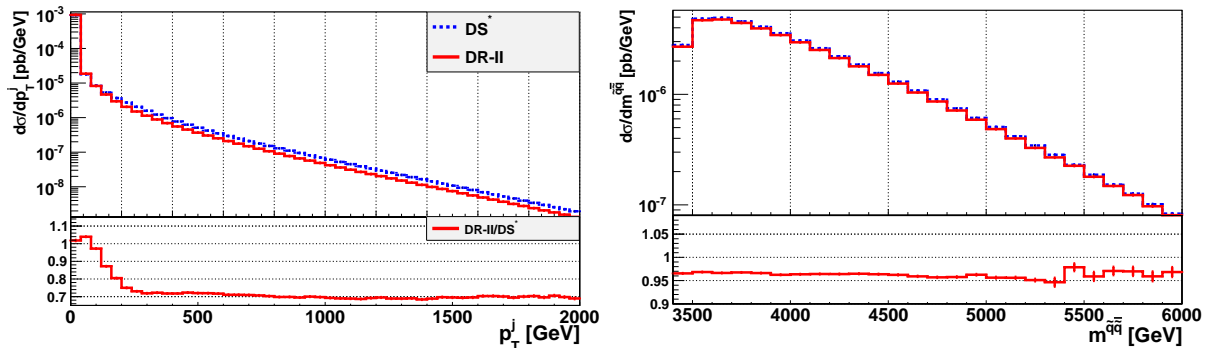 dσ/dp_T^j [pb/GeV]
10⁻³
10⁻⁴
10⁻⁵
10⁻⁶
10⁻⁷
10⁻⁸
DS*
DR-II
1.1
1
0.9
0.8
0.7
DR-II/DS*
0 500 1000 1500 2000
p_T^j [GeV]
dσ/dm^q̃q̃ [pb/GeV]
10⁻⁶
10⁻⁷
1.05
1
0.95
0.9
3500 4000 4500 5000 5500 6000
m^q̃q̃ [GeV]